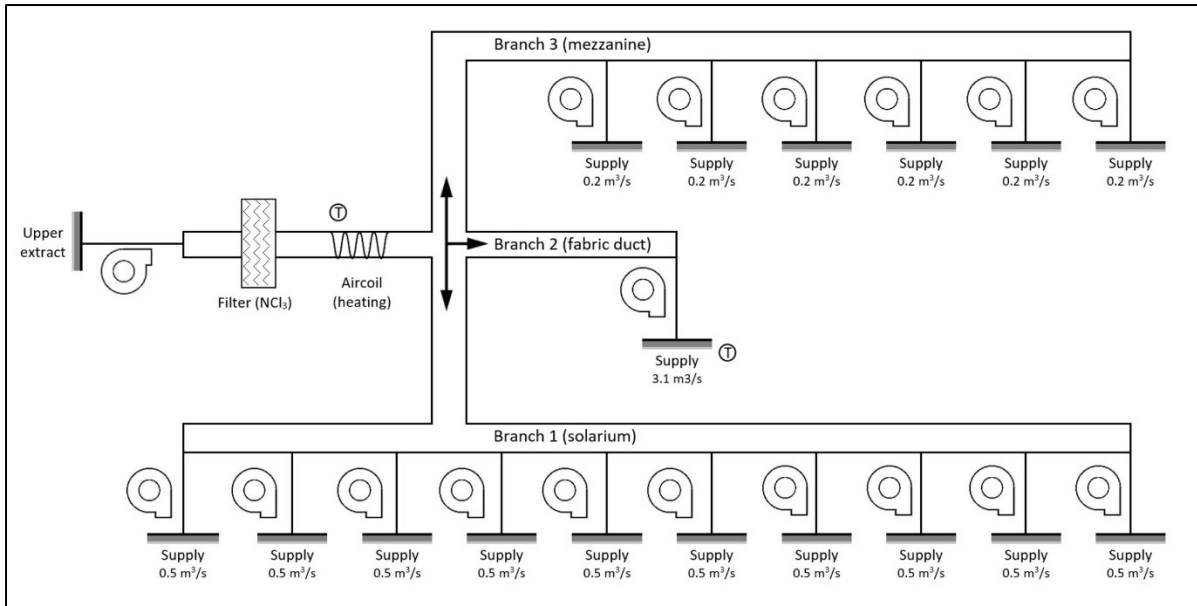 Branch 3 (mezzanine)
Supply
0.2 m³/s
Supply
0.2 m³/s
Supply
0.2 m³/s
Supply
0.2 m³/s
Supply
0.2 m³/s
Supply
0.2 m³/s
Upper
extract
T
Filter (NCl₃)
Aircoil
(heating)
Branch 2 (fabric duct)
Supply
3.1 m3/s
T
Branch 1 (solarium)
Supply
0.5 m³/s
Supply
0.5 m³/s
Supply
0.5 m³/s
Supply
0.5 m³/s
Supply
0.5 m³/s
Supply
0.5 m³/s
Supply
0.5 m³/s
Supply
0.5 m³/s
Supply
0.5 m³/s
Supply
0.5 m³/s